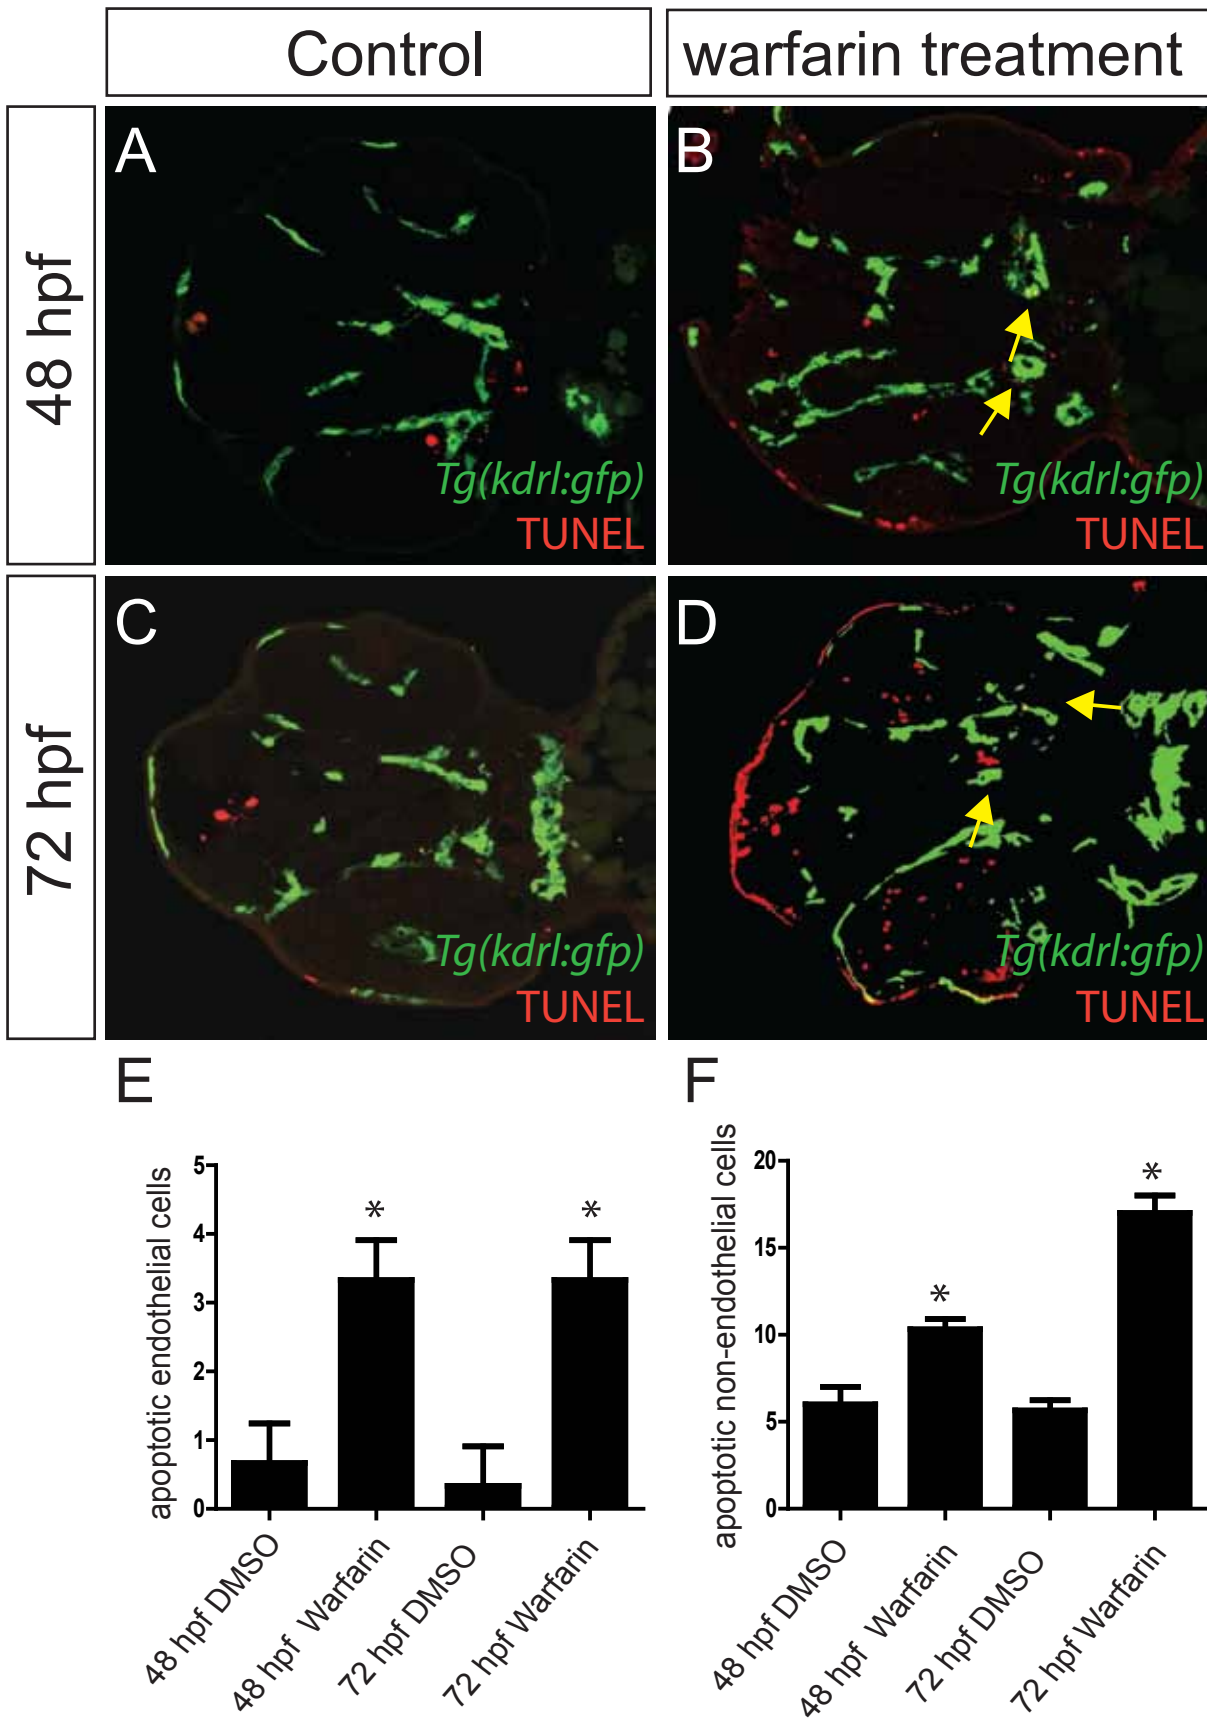 Control
warfarin treatment
48 hpf
A
Tg(kdrl:gfp)
TUNEL
B
Tg(kdrl:gfp)
TUNEL
72 hpf
C
Tg(kdrl:gfp)
TUNEL
D
Tg(kdrl:gfp)
TUNEL
E
apoptotic endothelial cells
5
4
3
2
1
0
*
*
48 hpf DMSO
48 hpf Warfarin
72 hpf DMSO
72 hpf Warfarin
F
apoptotic non-endothelial cells
20
15
10
5
0
*
*
48 hpf DMSO
48 hpf Warfarin
72 hpf DMSO
72 hpf Warfarin